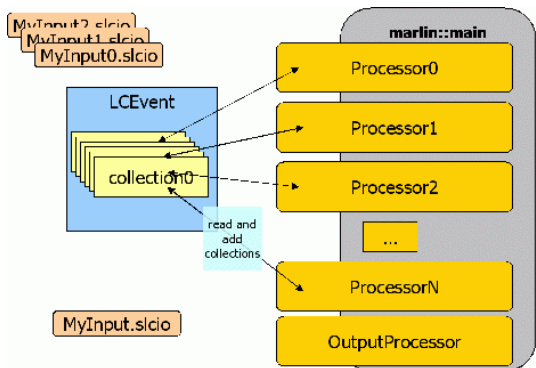 MyInput2.slcio
MyInput1.slcio
MyInput0.slcio
marlin::main
LCEvent
collection0
read and
add
collections
Processor0
Processor1
Processor2
...
ProcessorN
OutputProcessor
MyInput.slcio